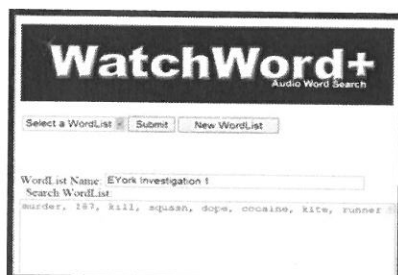 WatchWord+
Audio Word Search
Select a WordList Submit New WordList
WordList Name: EYork Investigation 1
Search WordList:
murder, 187, kill, squash, dope, cocaine, kite, runner